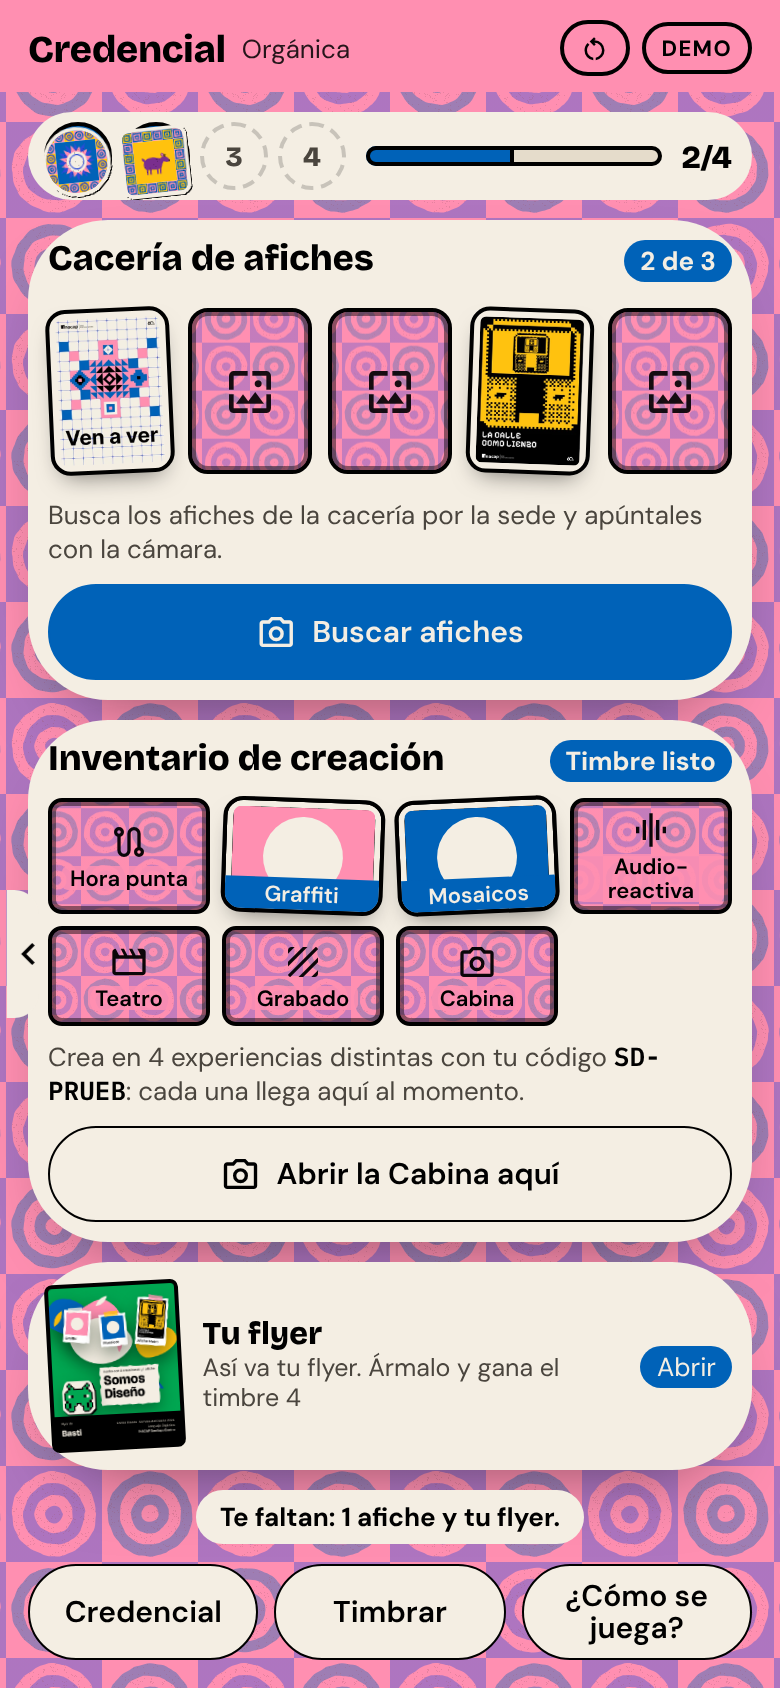 Credencial Orgánica
DEMO
3
4
2/4
Cacería de afiches
2 de 3
Ven a ver
LA CALLE
COMO LIENZO
Busca los afiches de la cacería por la sede y apúntales
con la cámara.
Buscar afiches
Inventario de creación
Timbre listo
Hora punta
Graffiti
Mosaicos
Audio-
reactiva
Teatro
Grabado
Cabina
Crea en 4 experiencias distintas con tu código SD-
PRUEB: cada una llega aquí al momento.
Abrir la Cabina aquí
Somos
Diseño
Basti
Tu flyer
Así va tu flyer. Ármalo y gana el
timbre 4
Abrir
Te faltan: 1 afiche y tu flyer.
Credencial
Timbrar
¿Cómo se
juega?